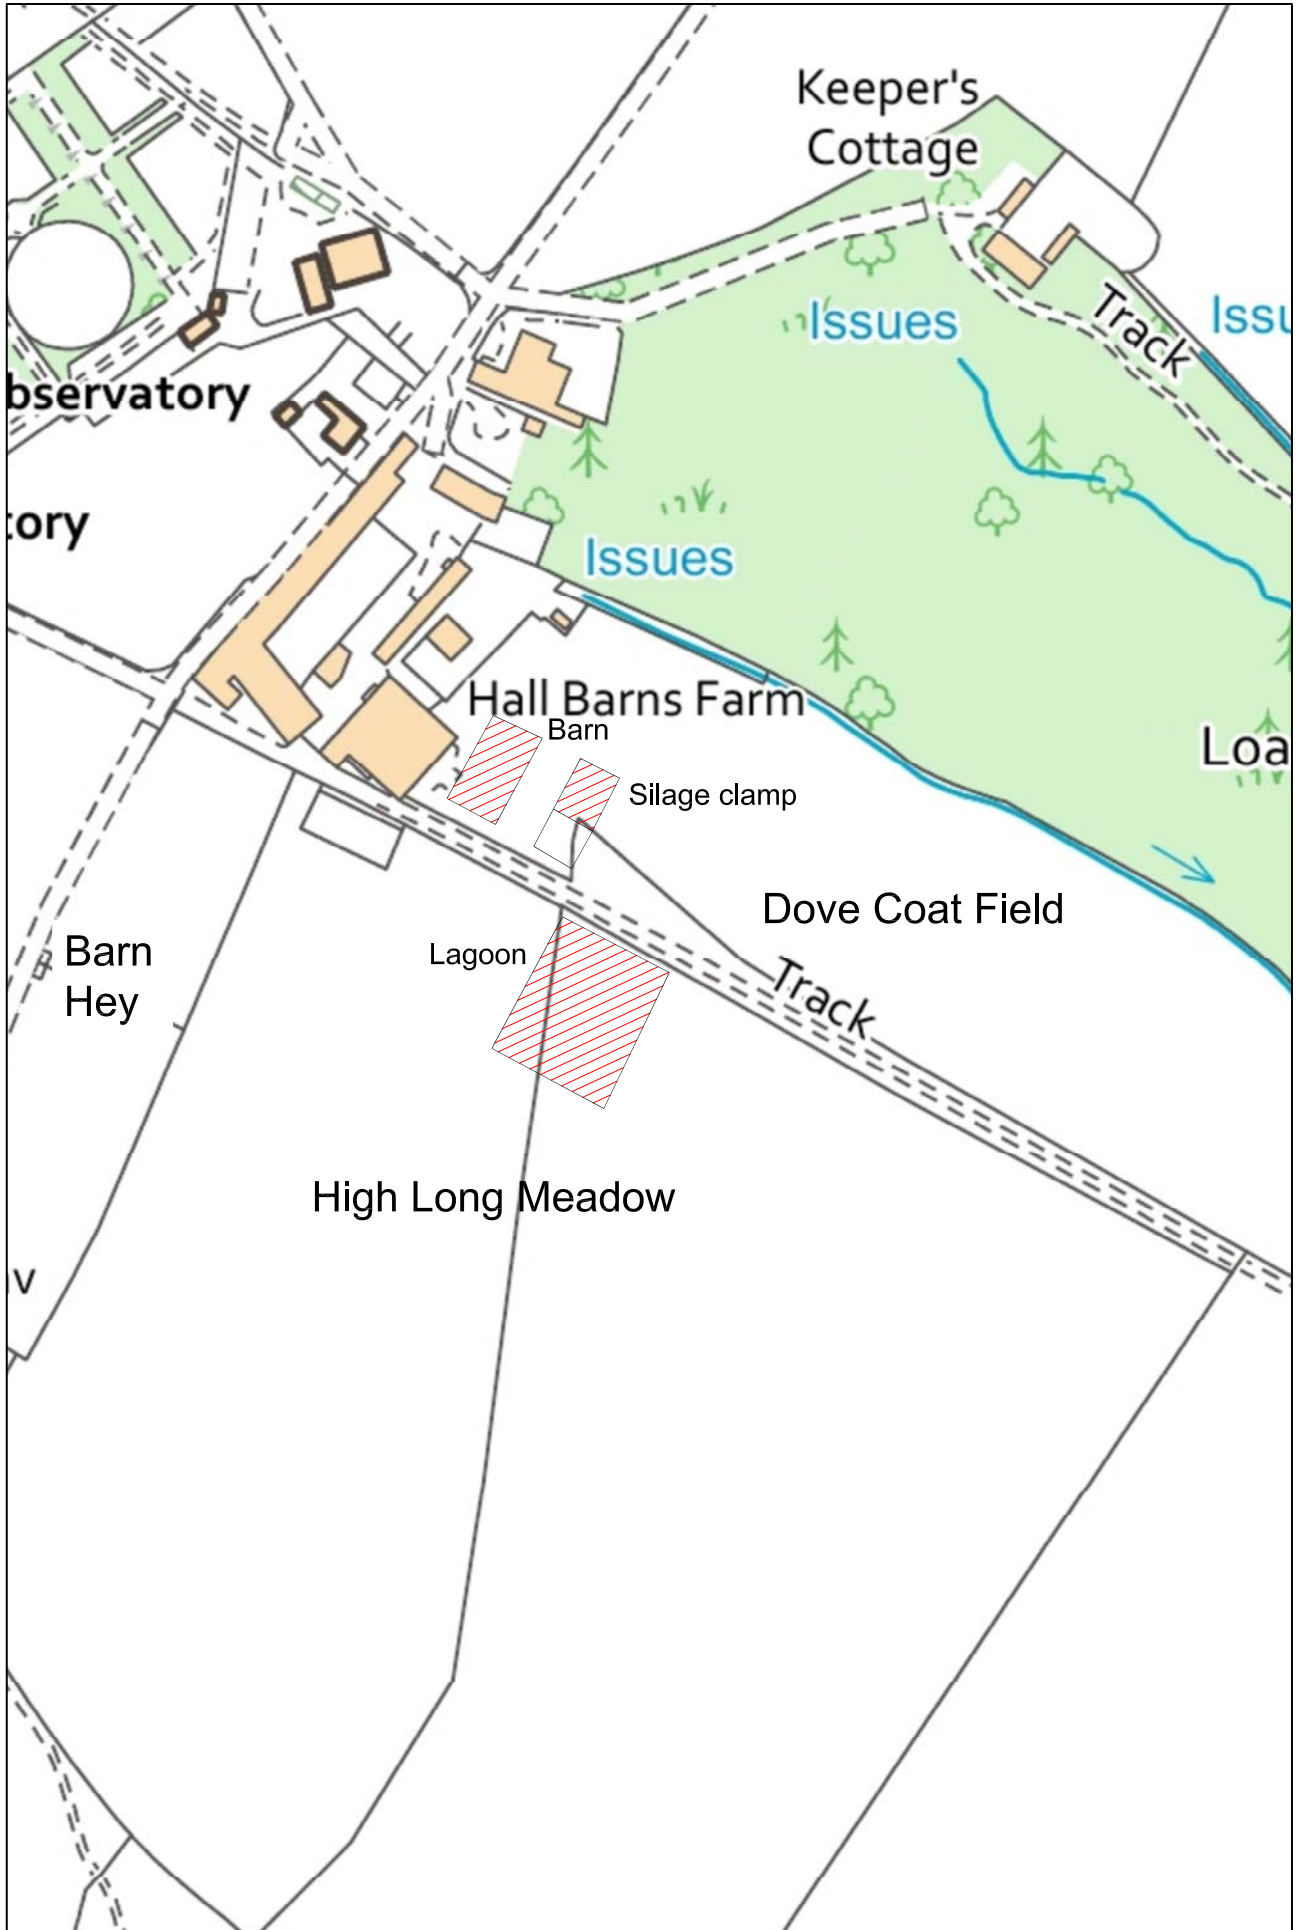 Keeper's
Cottage
Issues
Issu
Track
bservatory
tory
Issues
Hall Barns Farm
Barn
Loa
Silage clamp
Dove Coat Field
Lagoon
Barn
Hey
Track
High Long Meadow